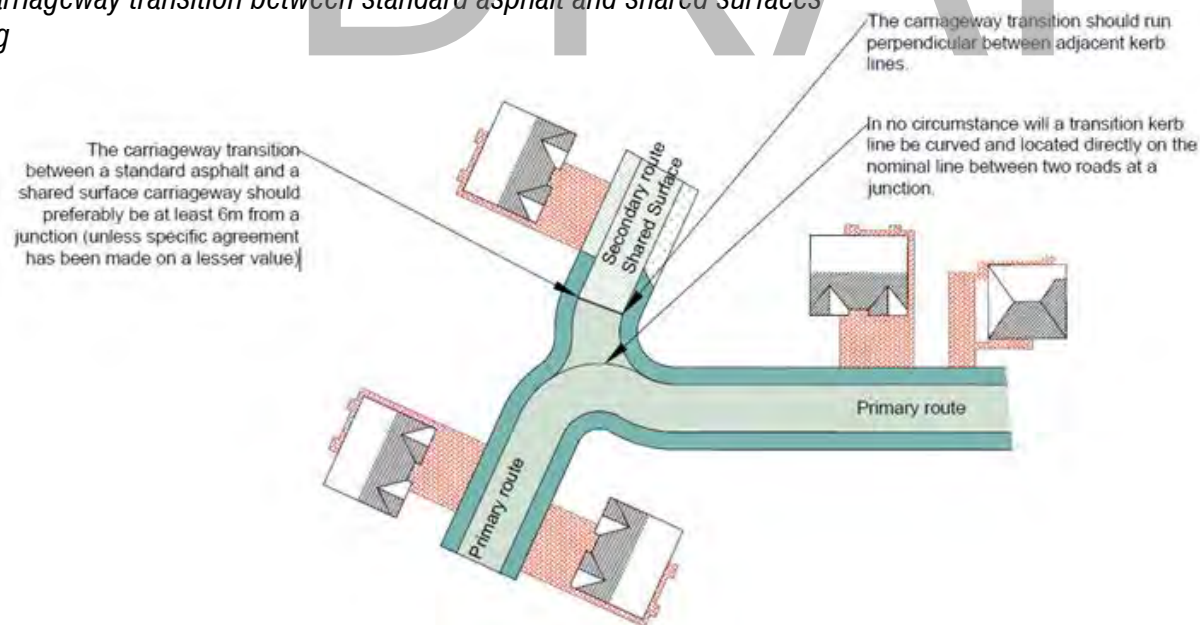 arriageway transition between standard asphalt and shared surfaces
g
DRAF
The carriageway transition should run
perpendicular between adjacent kerb
lines.
In no circumstance will a transition kerb
line be curved and located directly on the
nominal line between two roads at a
junction.
The carriageway transition
between a standard asphalt and a
shared surface carriageway should
preferably be at least 6m from a
junction (unless specific agreement
has been made on a lesser value)
Secondary route
Shared Surface
Primary route
Primary route